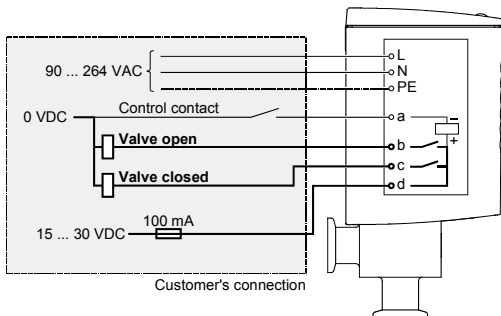 L
90 ... 264 VAC
N
PE
Control contact
0 VDC
a
–
+
Valve open
b
c
Valve closed
d
100 mA
15 ... 30 VDC
Customer's connection